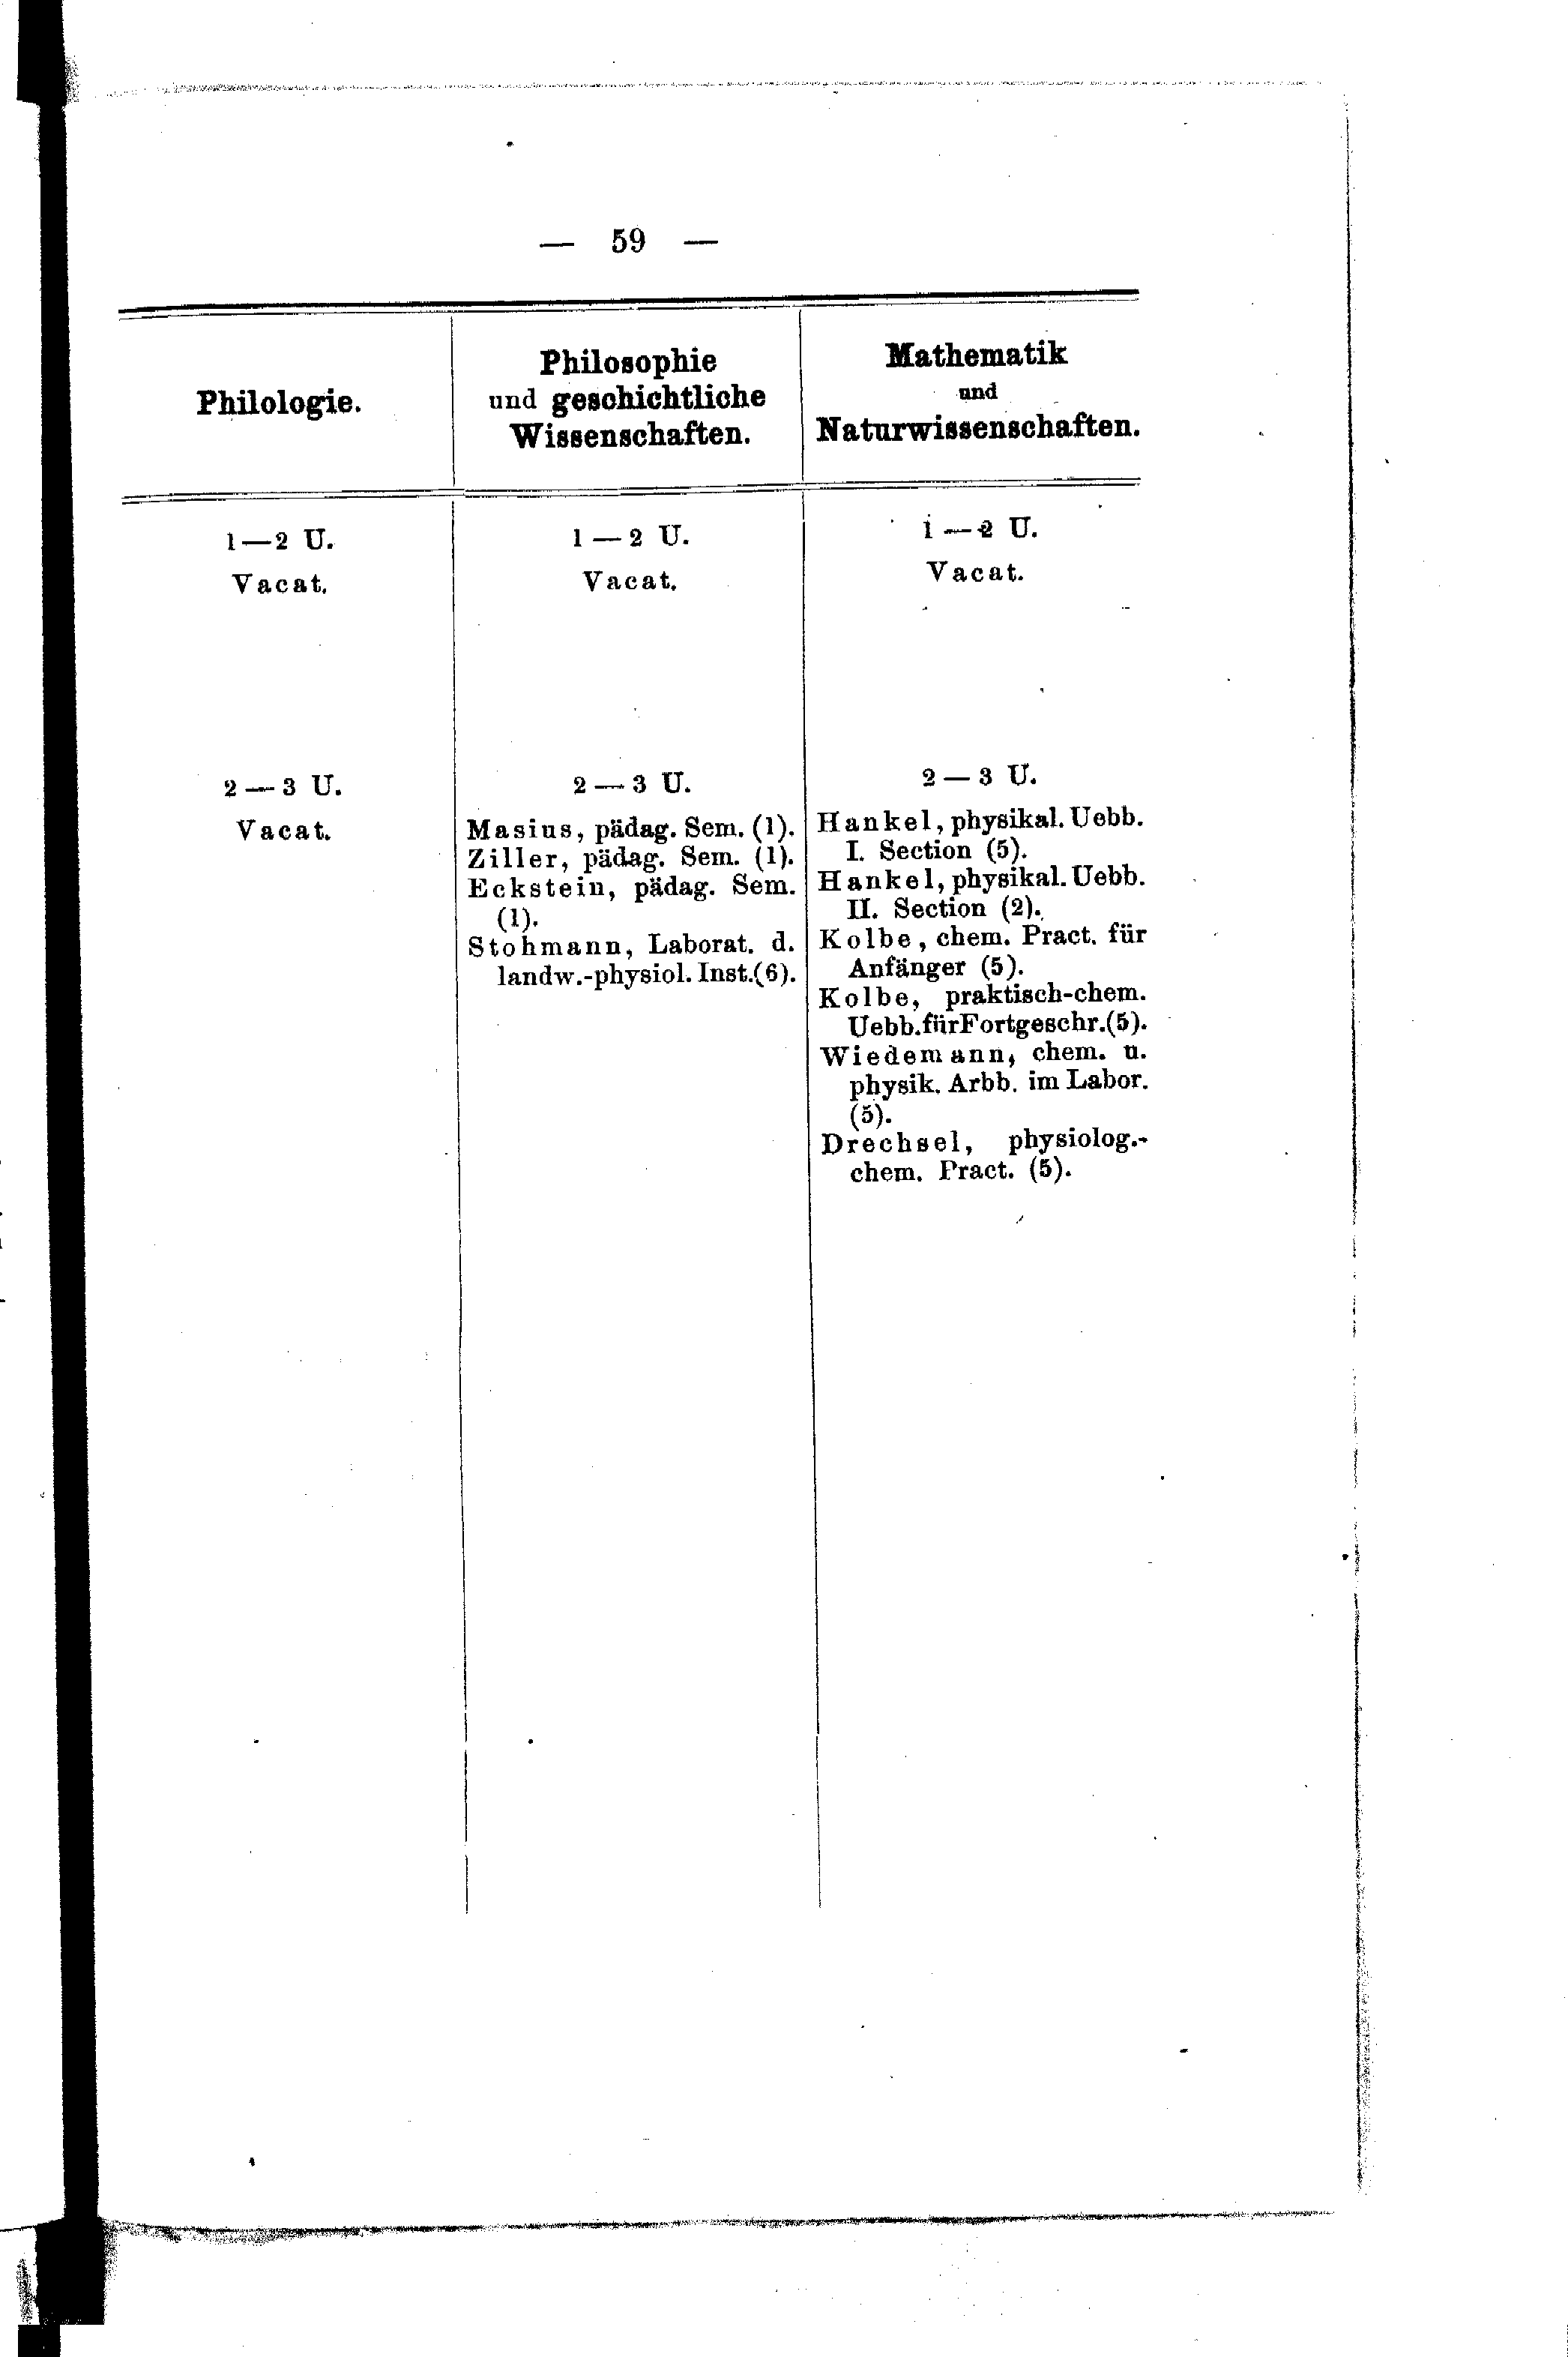 — 59 —
Philologie.
1—2 U.
Vacat.
2 — 3 U.
Vacat.
Philosophie
und geschichtliche
Wissenschaften.
1 — 2 U.
Vacat.
2 — 3 U.
Masius, pädag. Sem. (1).
Ziller, pädag. Sem. (1).
Eckstein, pädag. Sem.
(1).
Stohmann, Laborat. d.
landw.-physiol. Inst.(6).
Mathematik
und
Naturwissenschaften.
1 — 2 U.
Vacat.
2 — 3 U.
Hankel, physikal. Uebb.
I. Section (5).
Hankel, physikal. Uebb.
II. Section (2).
Kolbe, chem. Pract. für
Anfänger (5).
Kolbe, praktisch-chem.
Uebb.fürFortgeschr.(5).
Wiedemann, chem. u.
physik. Arbb. im Labor.
(5).
Drechsel, physiolog.-
chem. Pract. (5).